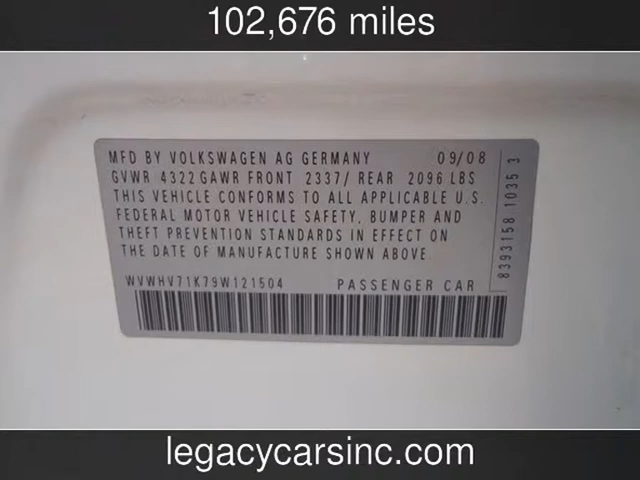 102,676 miles
MFD BY VOLKSWAGEN AG GERMANY 09/08
GVWR 4322 GAWR FRONT 2337/ REAR 2096 LBS
THIS VEHICLE CONFORMS TO ALL APPLICABLE U.S.
FEDERAL MOTOR VEHICLE SAFETY, BUMPER AND
THEFT PREVENTION STANDARDS IN EFFECT ON
THE DATE OF MANUFACTURE SHOWN ABOVE.
WVWHV71K79W121504 PASSENGER CAR
8393158 1035 3
legacycarsinc.com